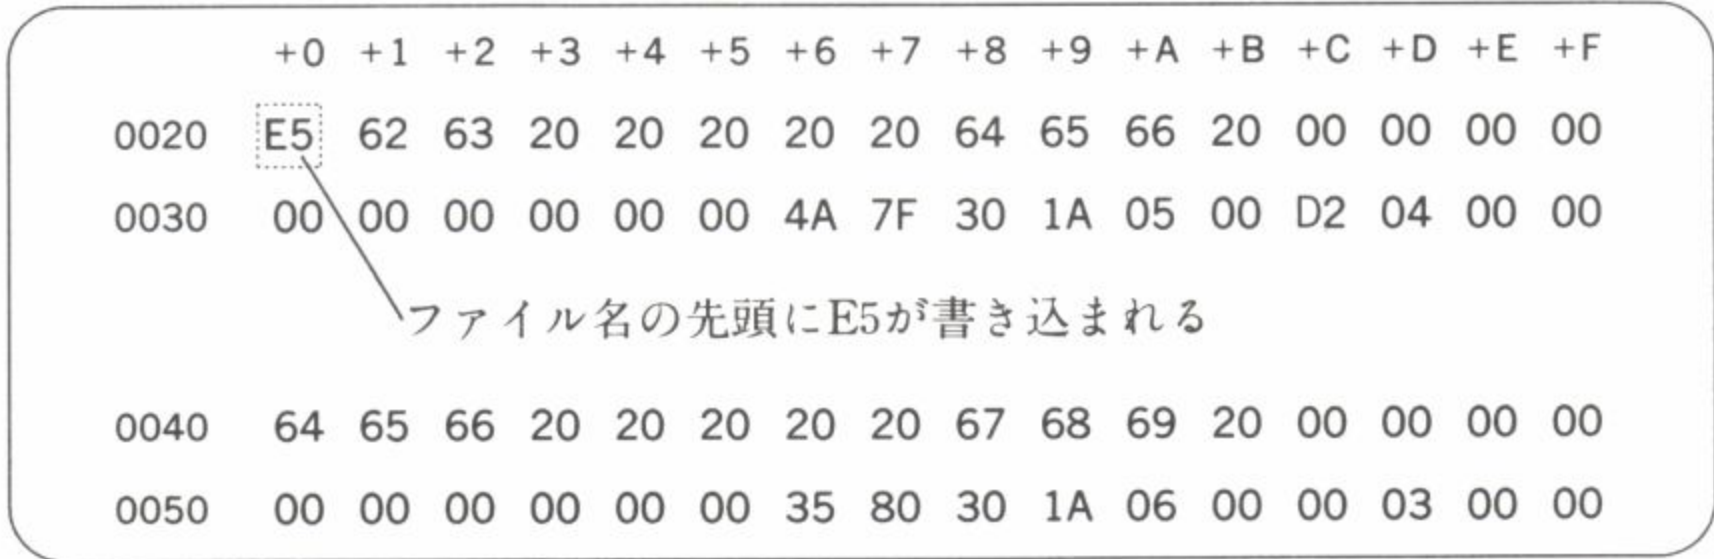 +0 +1 +2 +3 +4 +5 +6 +7 +8 +9 +A +B +C +D +E +F
0020 E5 62 63 20 20 20 20 20 64 65 66 20 00 00 00 00
0030 00 00 00 00 00 00 4A 7F 30 1A 05 00 D2 04 00 00
ファイル名の先頭にE5が書き込まれる
0040 64 65 66 20 20 20 20 20 67 68 69 20 00 00 00 00
0050 00 00 00 00 00 00 35 80 30 1A 06 00 00 03 00 00